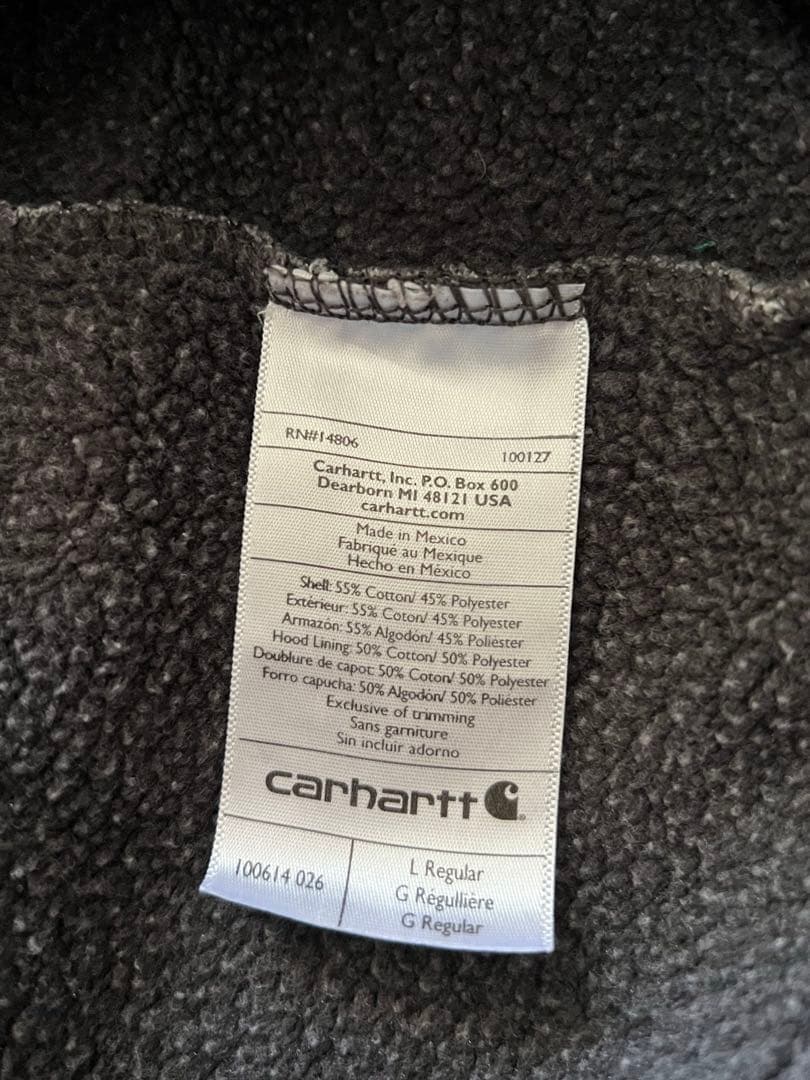 RN#14806
100127
Carhartt, Inc. P.O. Box 600
Dearborn MI 48121 USA
carhartt.com
Made in Mexico
Fabriqué au Mexique
Hecho en México
Shell: 55% Cotton/ 45% Polyester
Extérieur: 55% Coton/ 45% Polyester
Armazón: 55% Algodón/ 45% Poliéster
Hood Lining: 50% Cotton/ 50% Polyester
Doublure de capot: 50% Coton/ 50% Polyester
Forro capucha: 50% Algodón/ 50% Poliéster
Exclusive of trimming
Sans garniture
Sin incluir adorno
carhartt
100614 026
L Regular
G Régullière
G Regular